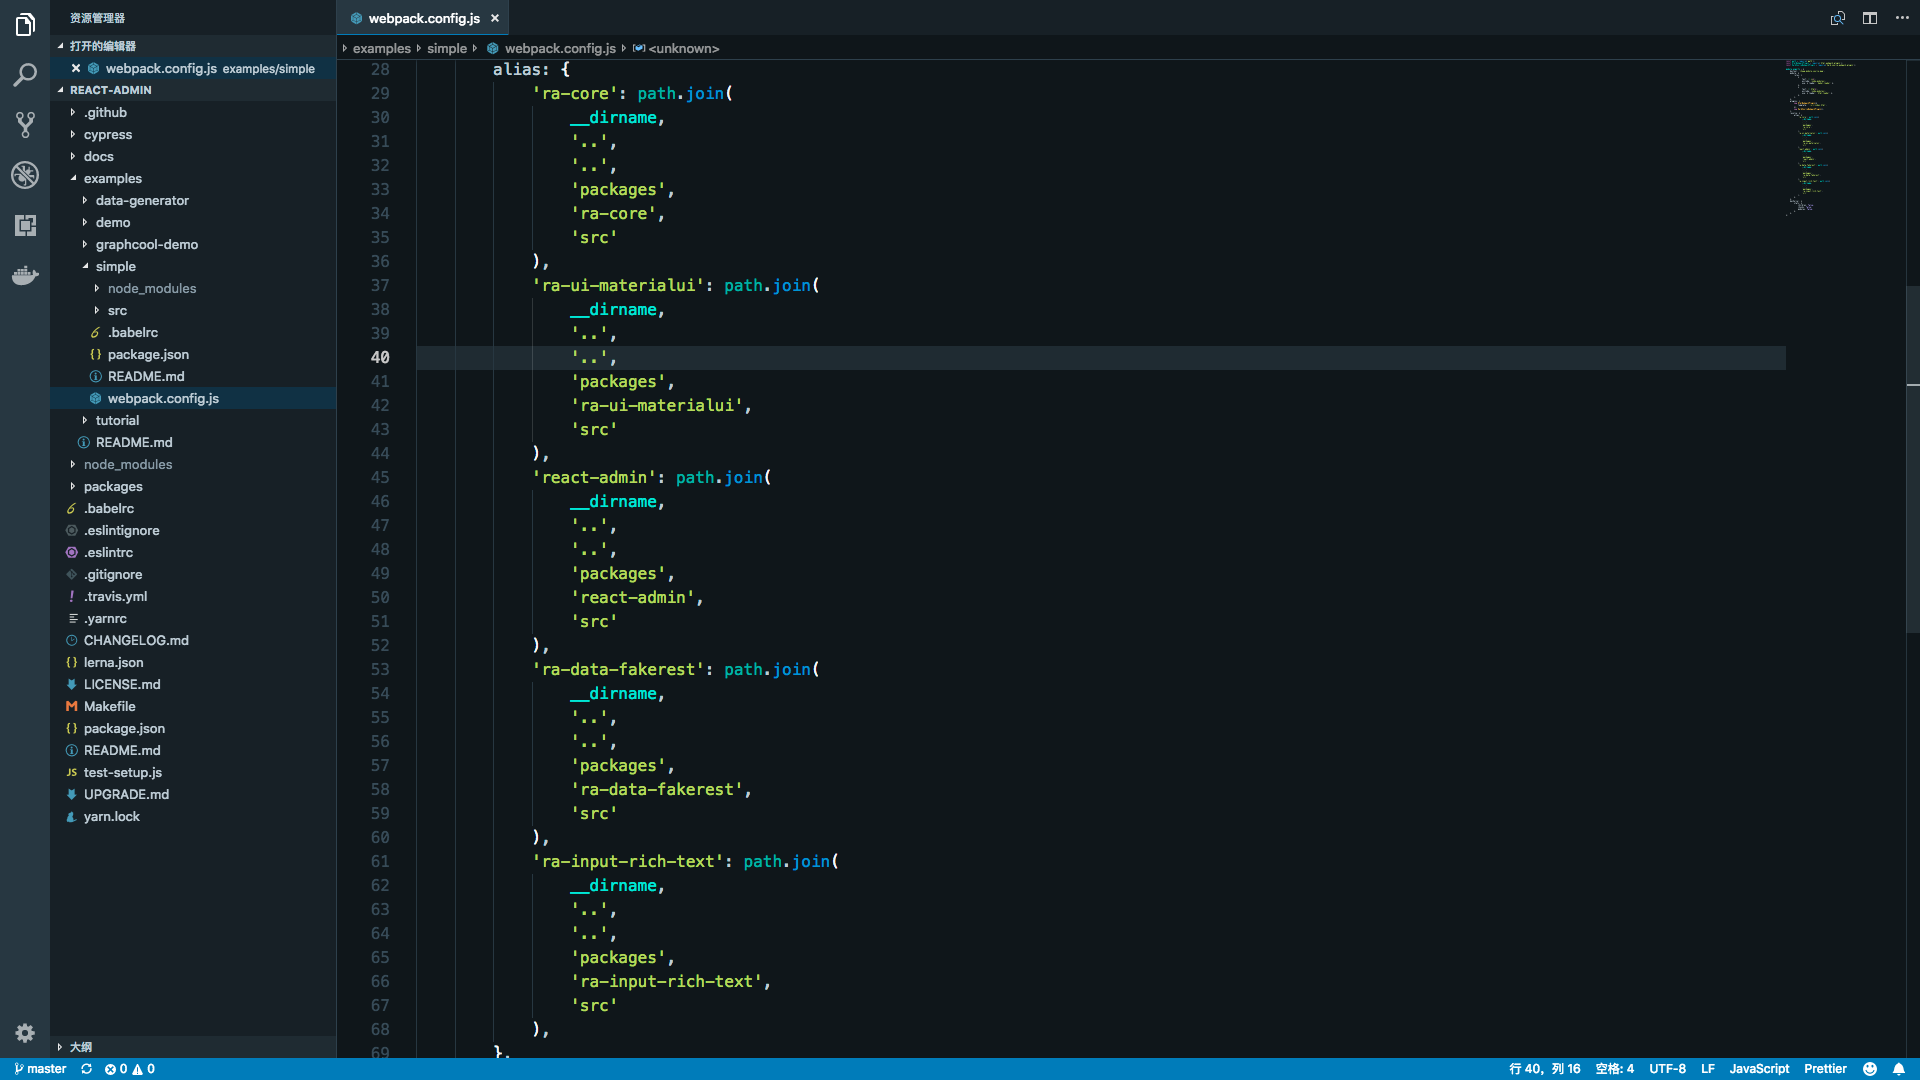 资源管理器
打开的编辑器
webpack.config.js examples/simple
REACT-ADMIN
.github
cypress
docs
examples
data-generator
demo
graphcool-demo
simple
node_modules
src
.babelrc
package.json
README.md
webpack.config.js
tutorial
README.md
node_modules
packages
.babelrc
.eslintignore
.eslintrc
.gitignore
.travis.yml
.yarnrc
CHANGELOG.md
lerna.json
LICENSE.md
Makefile
package.json
README.md
test-setup.js
UPGRADE.md
yarn.lock
大纲
webpack.config.js
examples simple webpack.config.js <unknown>
28 alias: {
29 'ra-core': path.join(
30 __dirname,
31 '..',
32 '..',
33 'packages',
34 'ra-core',
35 'src'
36 ),
37 'ra-ui-materialui': path.join(
38 __dirname,
39 '..',
40 '..',
41 'packages',
42 'ra-ui-materialui',
43 'src'
44 ),
45 'react-admin': path.join(
46 __dirname,
47 '..',
48 '..',
49 'packages',
50 'react-admin',
51 'src'
52 ),
53 'ra-data-fakerest': path.join(
54 __dirname,
55 '..',
56 '..',
57 'packages',
58 'ra-data-fakerest',
59 'src'
60 ),
61 'ra-input-rich-text': path.join(
62 __dirname,
63 '..',
64 '..',
65 'packages',
66 'ra-input-rich-text',
67 'src'
68 ),
69 },
master 0 0 行 40，列 16 空格: 4 UTF-8 LF JavaScript Prettier